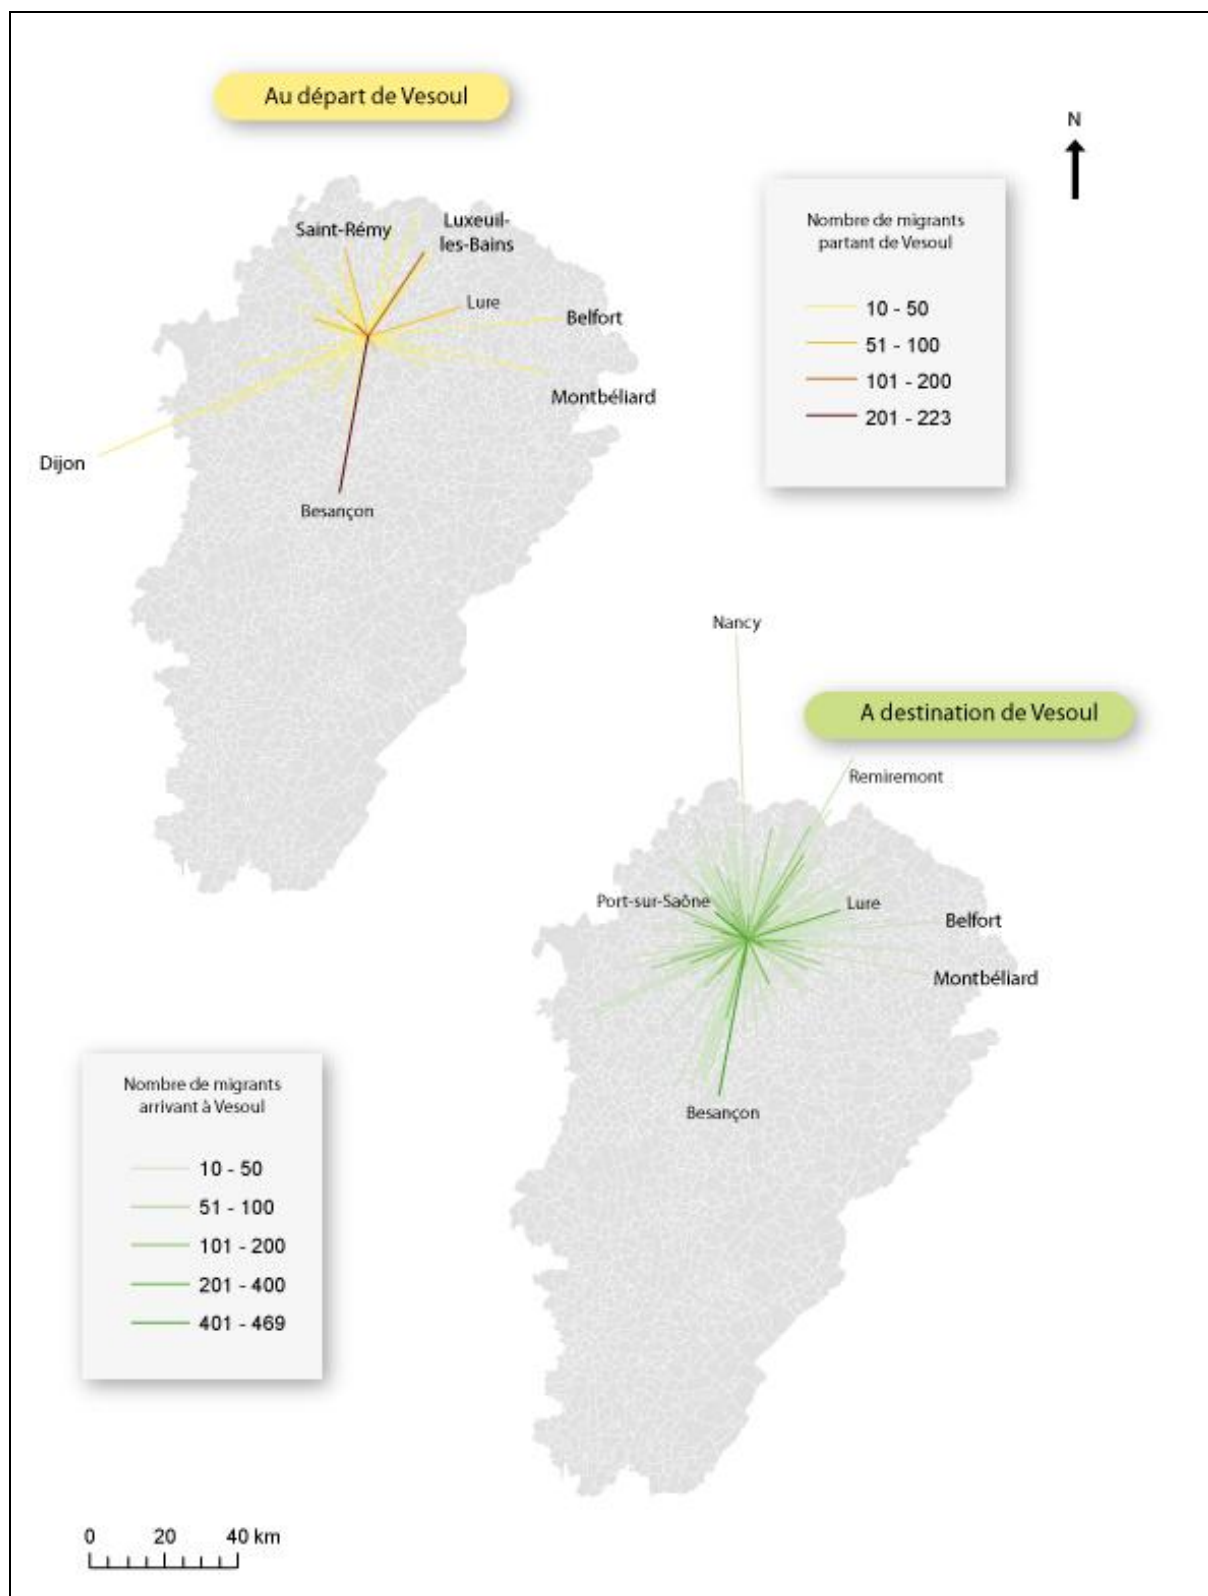 Au départ de Vesoul
N
Nombre de migrants
partant de Vesoul
10 - 50
51 - 100
101 - 200
201 - 223
Saint-Rémy
Luxeuil-
les-Bains
Lure
Belfort
Montbéliard
Dijon
Besançon
Nancy
A destination de Vesoul
Remiremont
Port-sur-Saône
Lure
Belfort
Montbéliard
Besançon
Nombre de migrants
arrivant à Vesoul
10 - 50
51 - 100
101 - 200
201 - 400
401 - 469
0 20 40 km